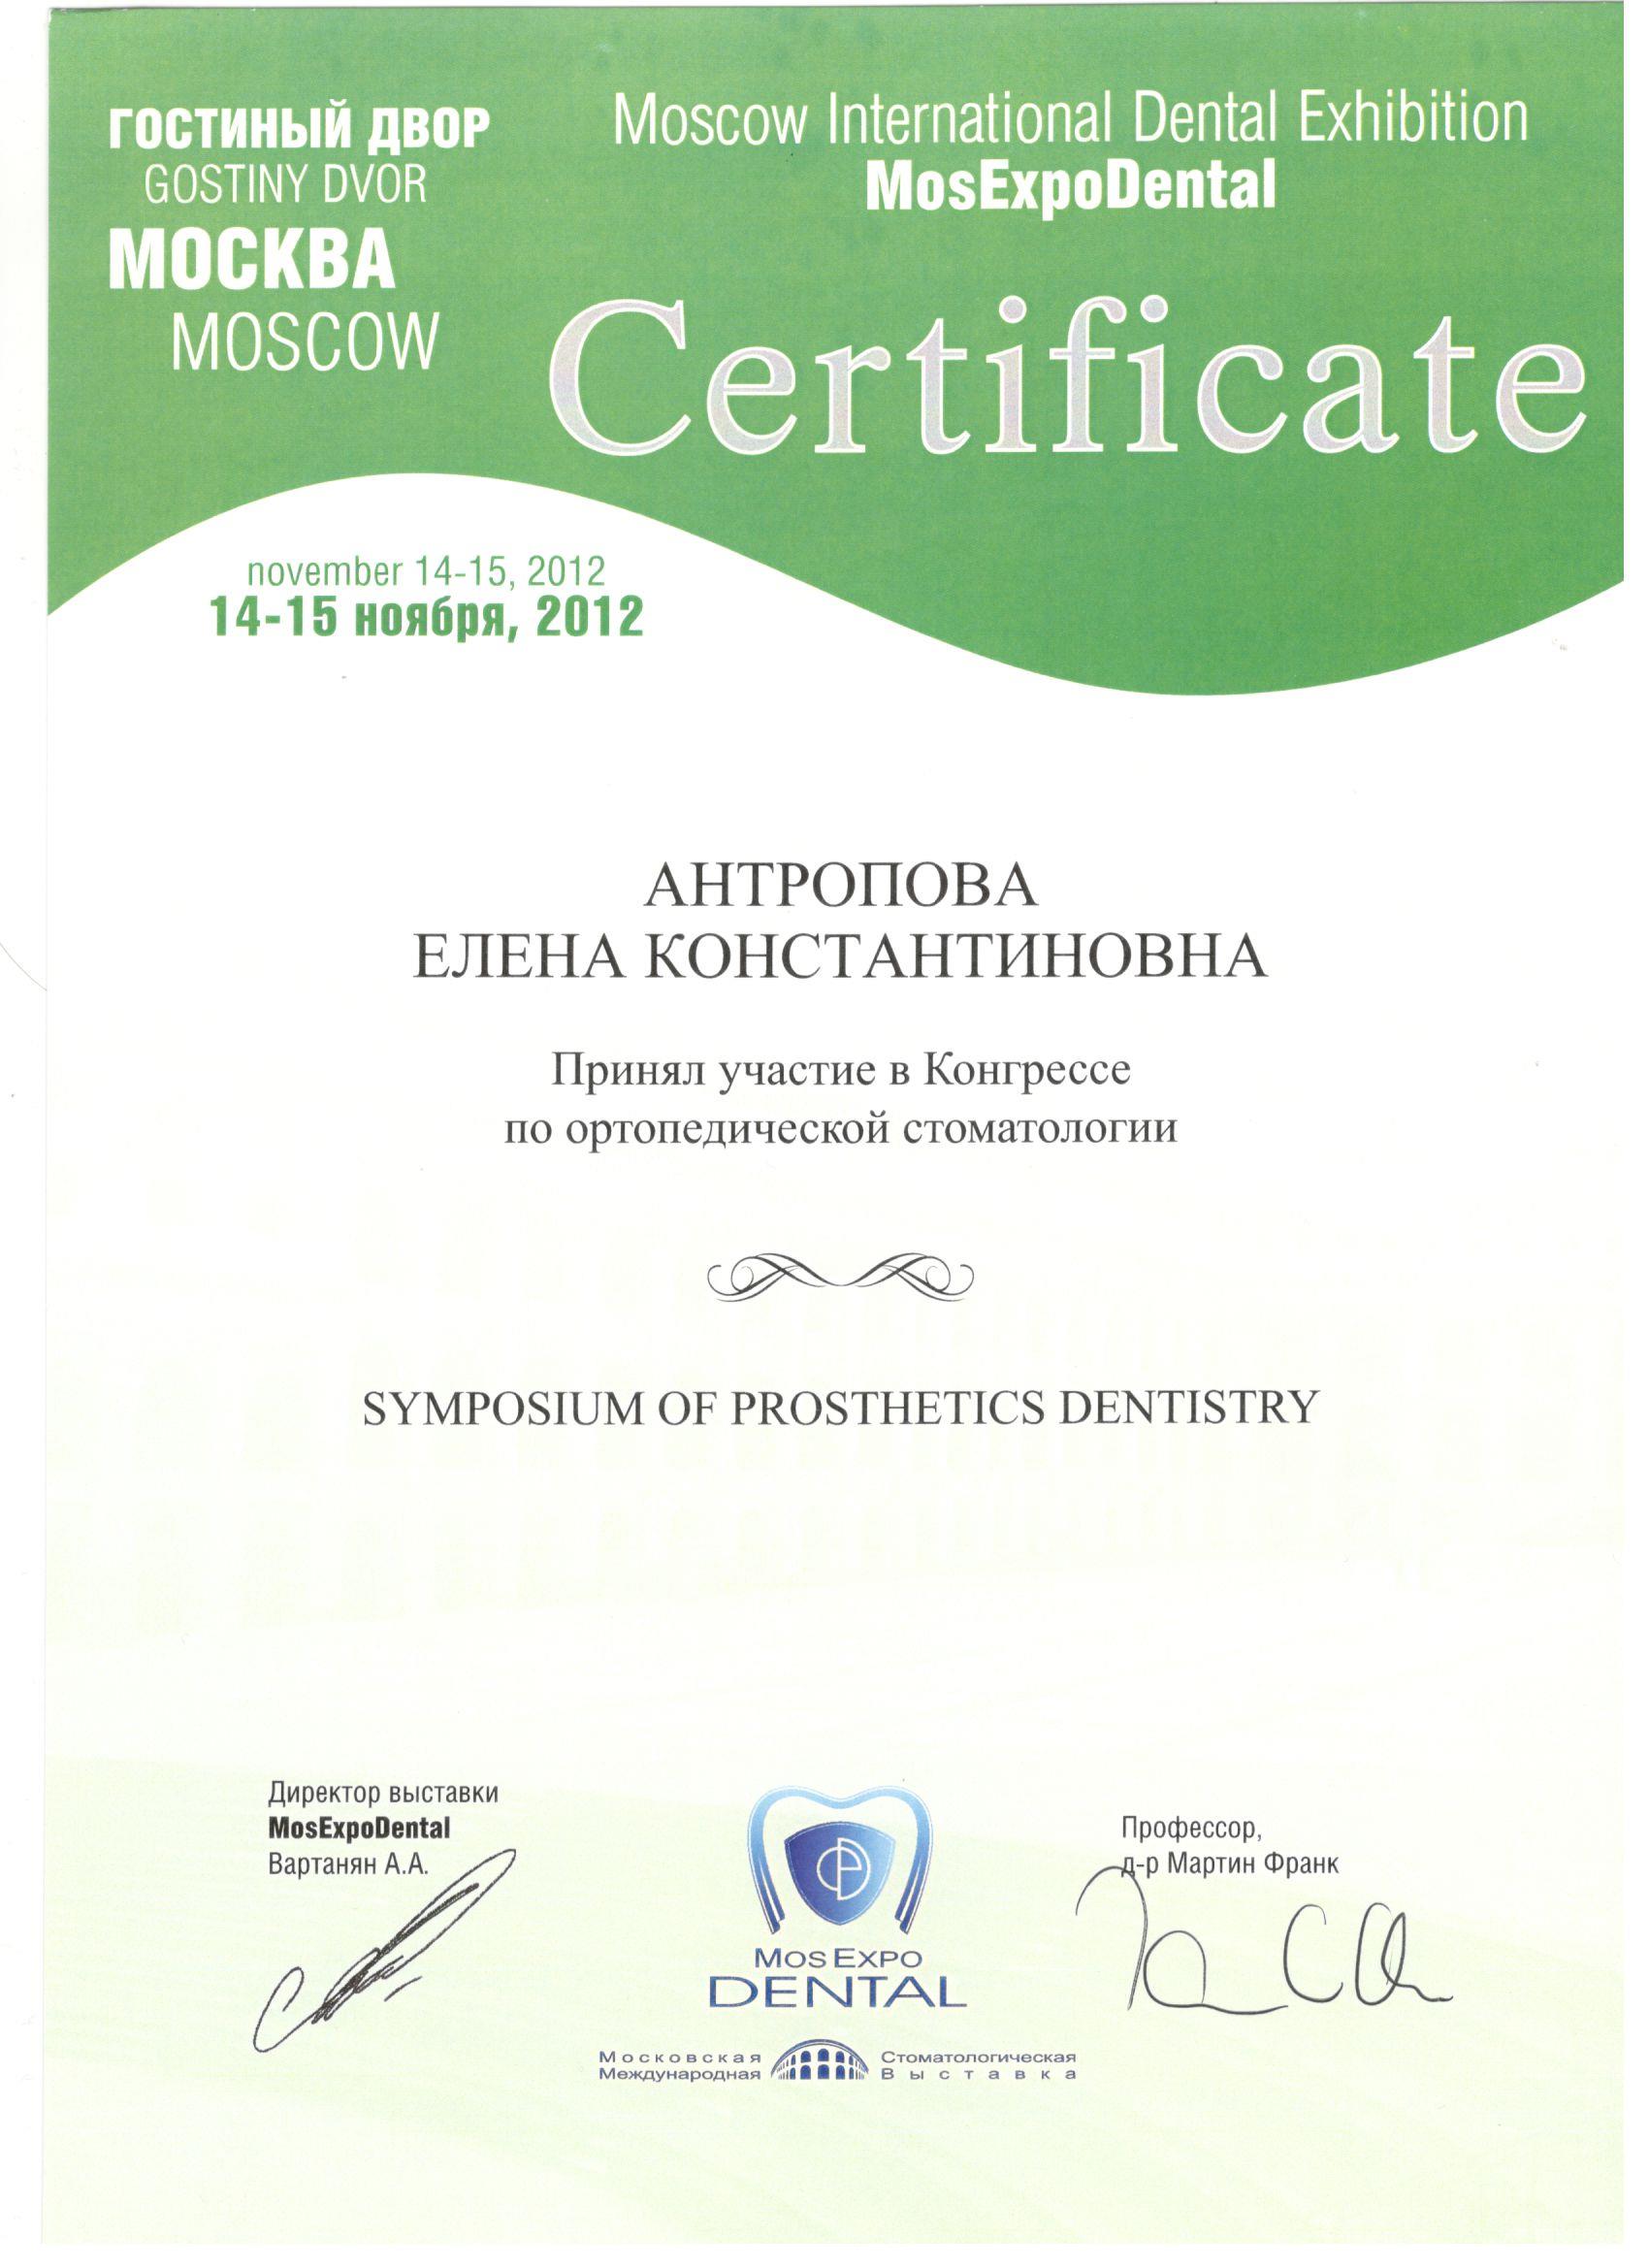 ГОСТИНЫЙ ДВОР
GOSTINY DVOR
МОСКВА
MOSCOW
Moscow International Dental Exhibition
MosExpoDental
Certificate
november 14-15, 2012
14-15 ноября, 2012
АНТРОПОВА
ЕЛЕНА КОНСТАНТИНОВНА
Принял участие в Конгрессе
по ортопедической стоматологии
SYMPOSIUM OF PROSTHETICS DENTISTRY
Директор выставки
MosExpoDental
Вартанян А.А.
Профессор,
д-р Мартин Франк
MOS EXPO
DENTAL
Московская Стоматологическая
Международная Выставка